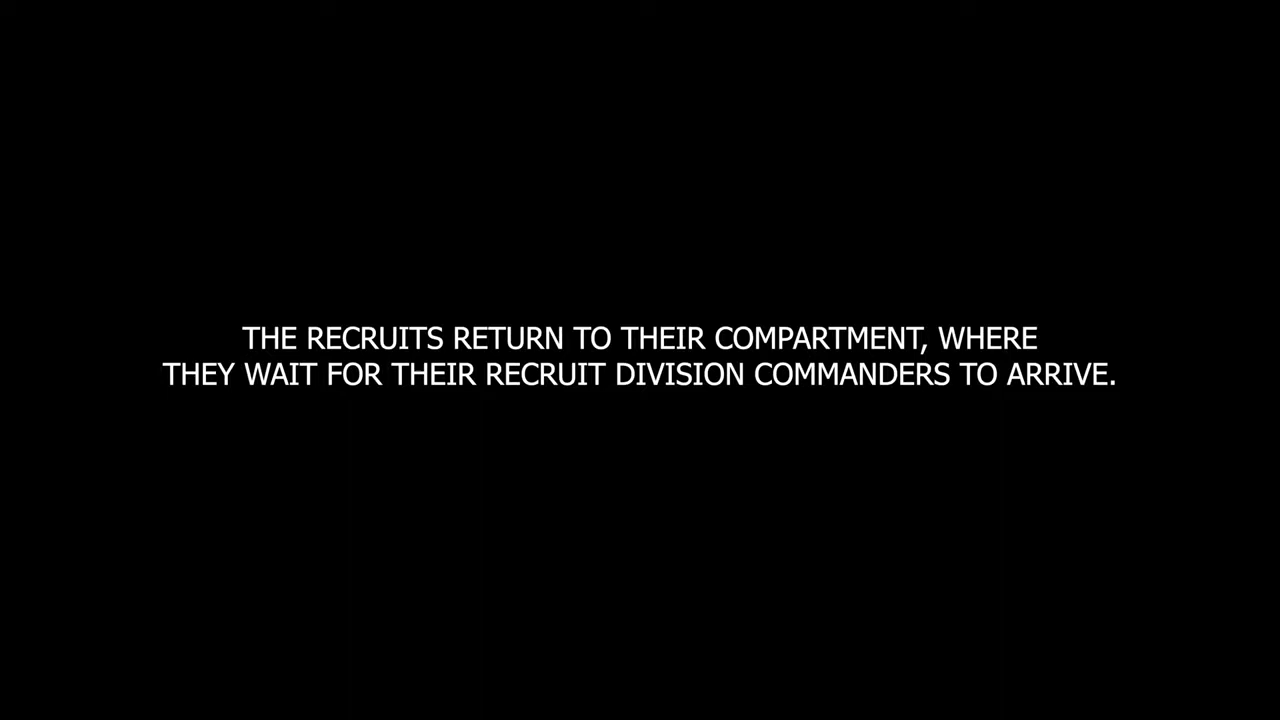 THE RECRUITS RETURN TO THEIR COMPARTMENT, WHERE
THEY WAIT FOR THEIR RECRUIT DIVISION COMMANDERS TO ARRIVE.